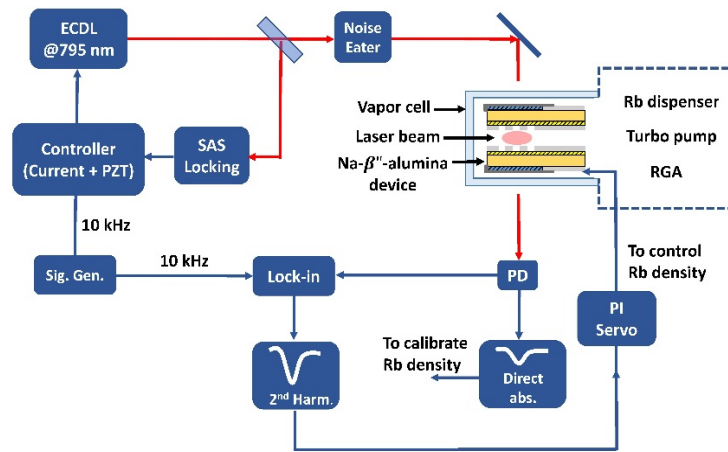 ECDL
@795 nm
Noise
Eater
Vapor cell
Laser beam
Na-β"-alumina
device
Rb dispenser
Turbo pump
RGA
Controller
(Current + PZT)
SAS
Locking
10 kHz
Sig. Gen.
10 kHz
Lock-in
PD
To control
Rb density
PI
Servo
2nd Harm.
To calibrate
Rb density
Direct
abs.